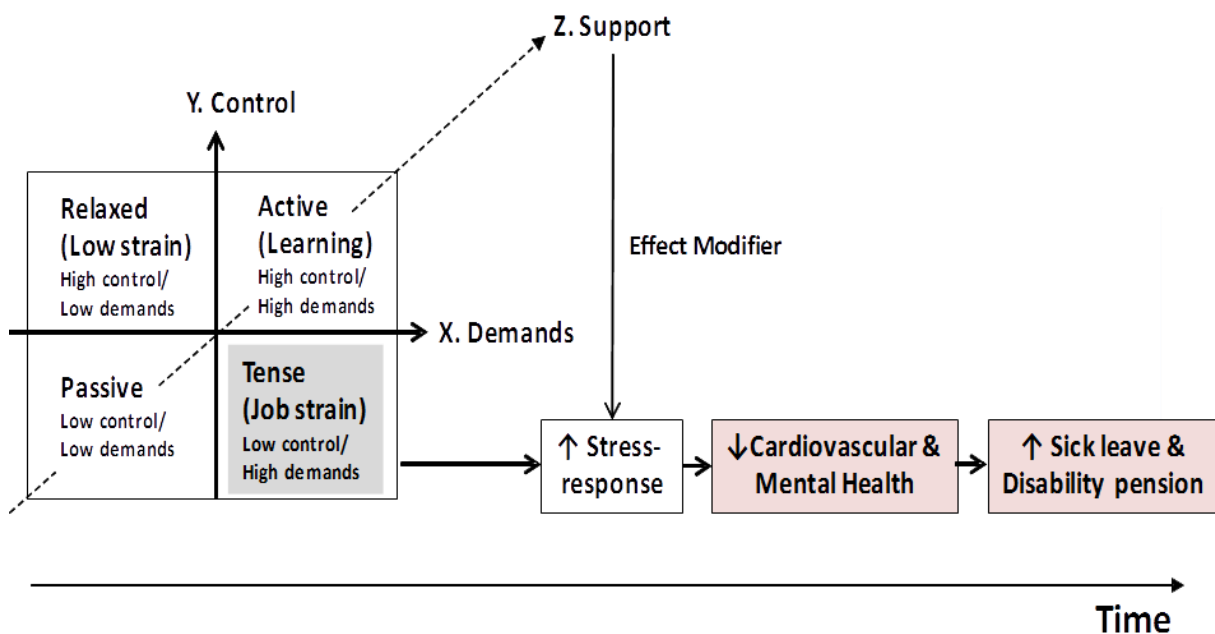 Z. Support
Y. Control
Relaxed
(Low strain)
High control/
Low demands
Active
(Learning)
High control/
High demands
Effect Modifier
X. Demands
Passive
Low control/
Low demands
Tense
(Job strain)
Low control/
High demands
↑ Stress-
response
↓Cardiovascular &
Mental Health
↑ Sick leave &
Disability pension
Time